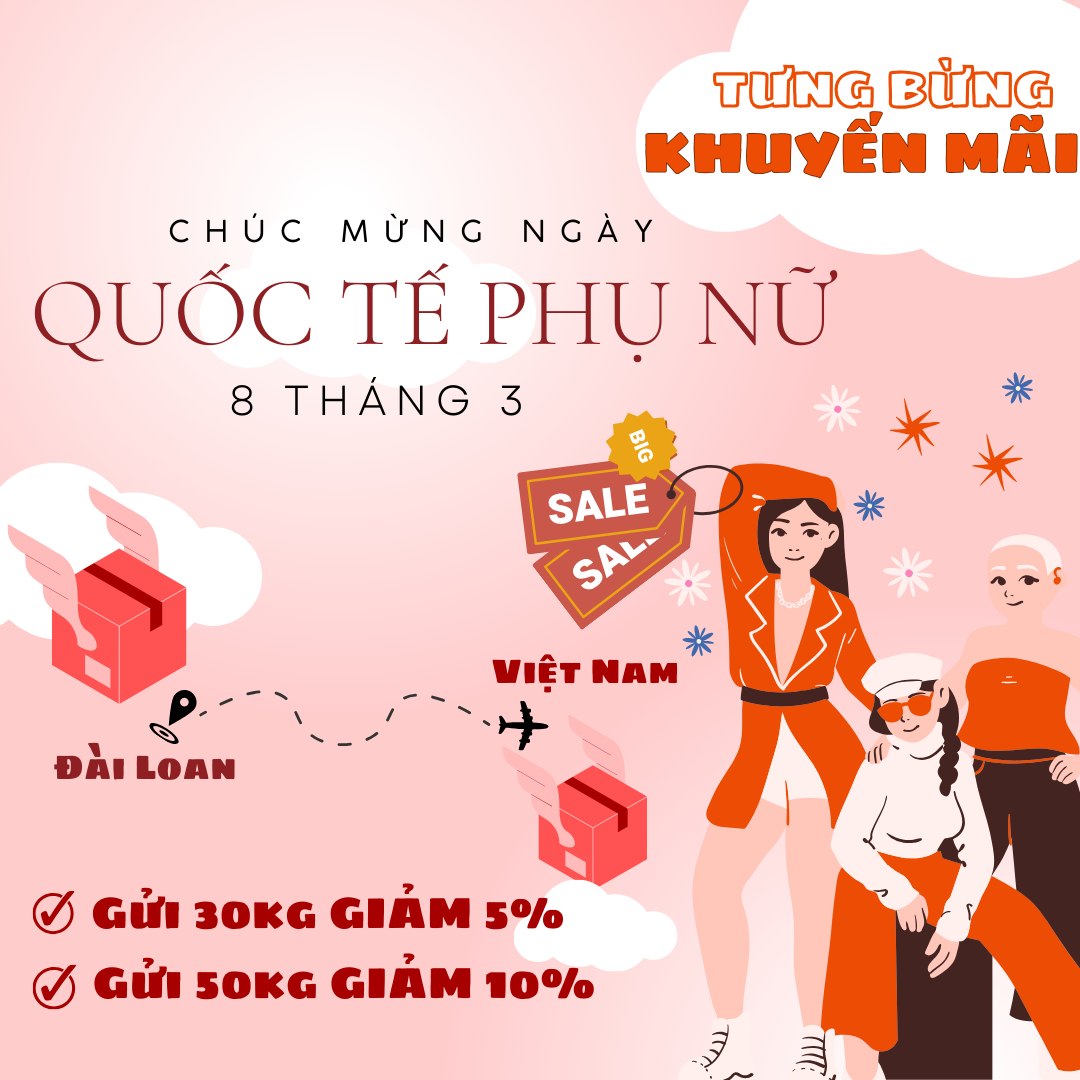 TƯNG BỪNG
KHUYẾN MÃI
CHÚC MỪNG NGÀY
QUỐC TẾ PHỤ NỮ
8 THÁNG 3
BIG
SALE
SALE
Việt Nam
Đài Loan
Gửi 30kg GIẢM 5%
Gửi 50kg GIẢM 10%